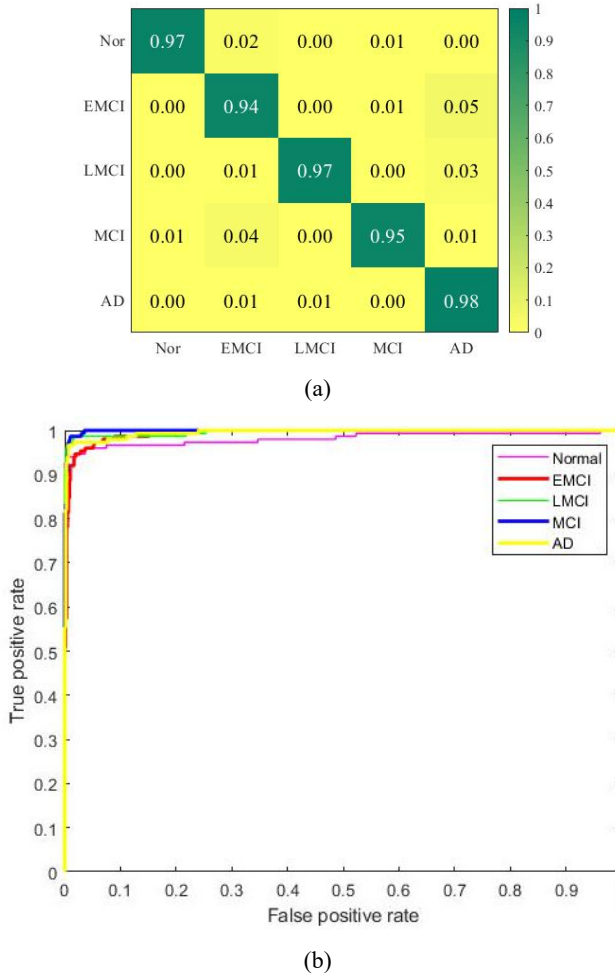 Nor 0.97 0.02 0.00 0.01 0.00
EMCI 0.00 0.94 0.00 0.01 0.05
LMCI 0.00 0.01 0.97 0.00 0.03
MCI 0.01 0.04 0.00 0.95 0.01
AD 0.00 0.01 0.01 0.00 0.98
Nor EMCI LMCI MCI AD
1
0.9
0.8
0.7
0.6
0.5
0.4
0.3
0.2
0.1
0
(a)
True positive rate
1
0.9
0.8
0.7
0.6
0.5
0.4
0.3
0.2
0.1
0
Normal
EMCI
LMCI
MCI
AD
0 0.1 0.2 0.3 0.4 0.5 0.6 0.7 0.8 0.9
False positive rate
(b)